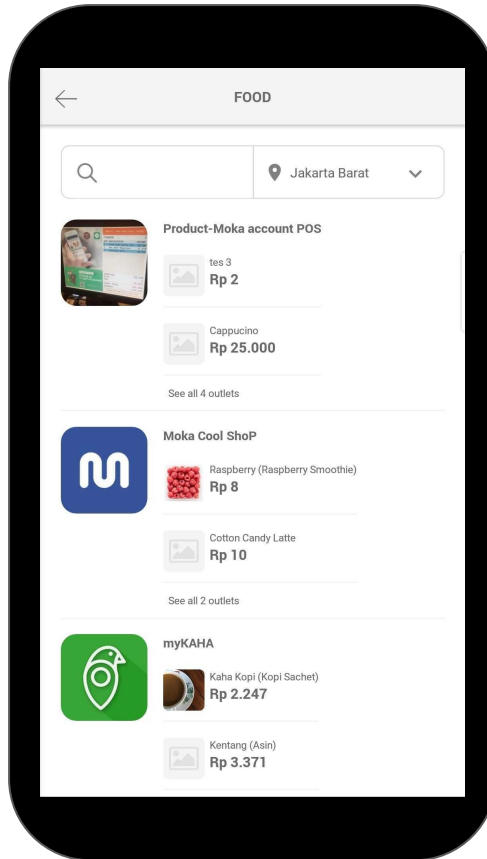 FOOD
Jakarta Barat
Product-Moka account POS
tes 3
Rp 2
Cappucino
Rp 25.000
See all 4 outlets
Moka Cool ShoP
Raspberry (Raspberry Smoothie)
Rp 8
Cotton Candy Latte
Rp 10
See all 2 outlets
myKAHA
Kaha Kopi (Kopi Sachet)
Rp 2.247
Kentang (Asin)
Rp 3.371